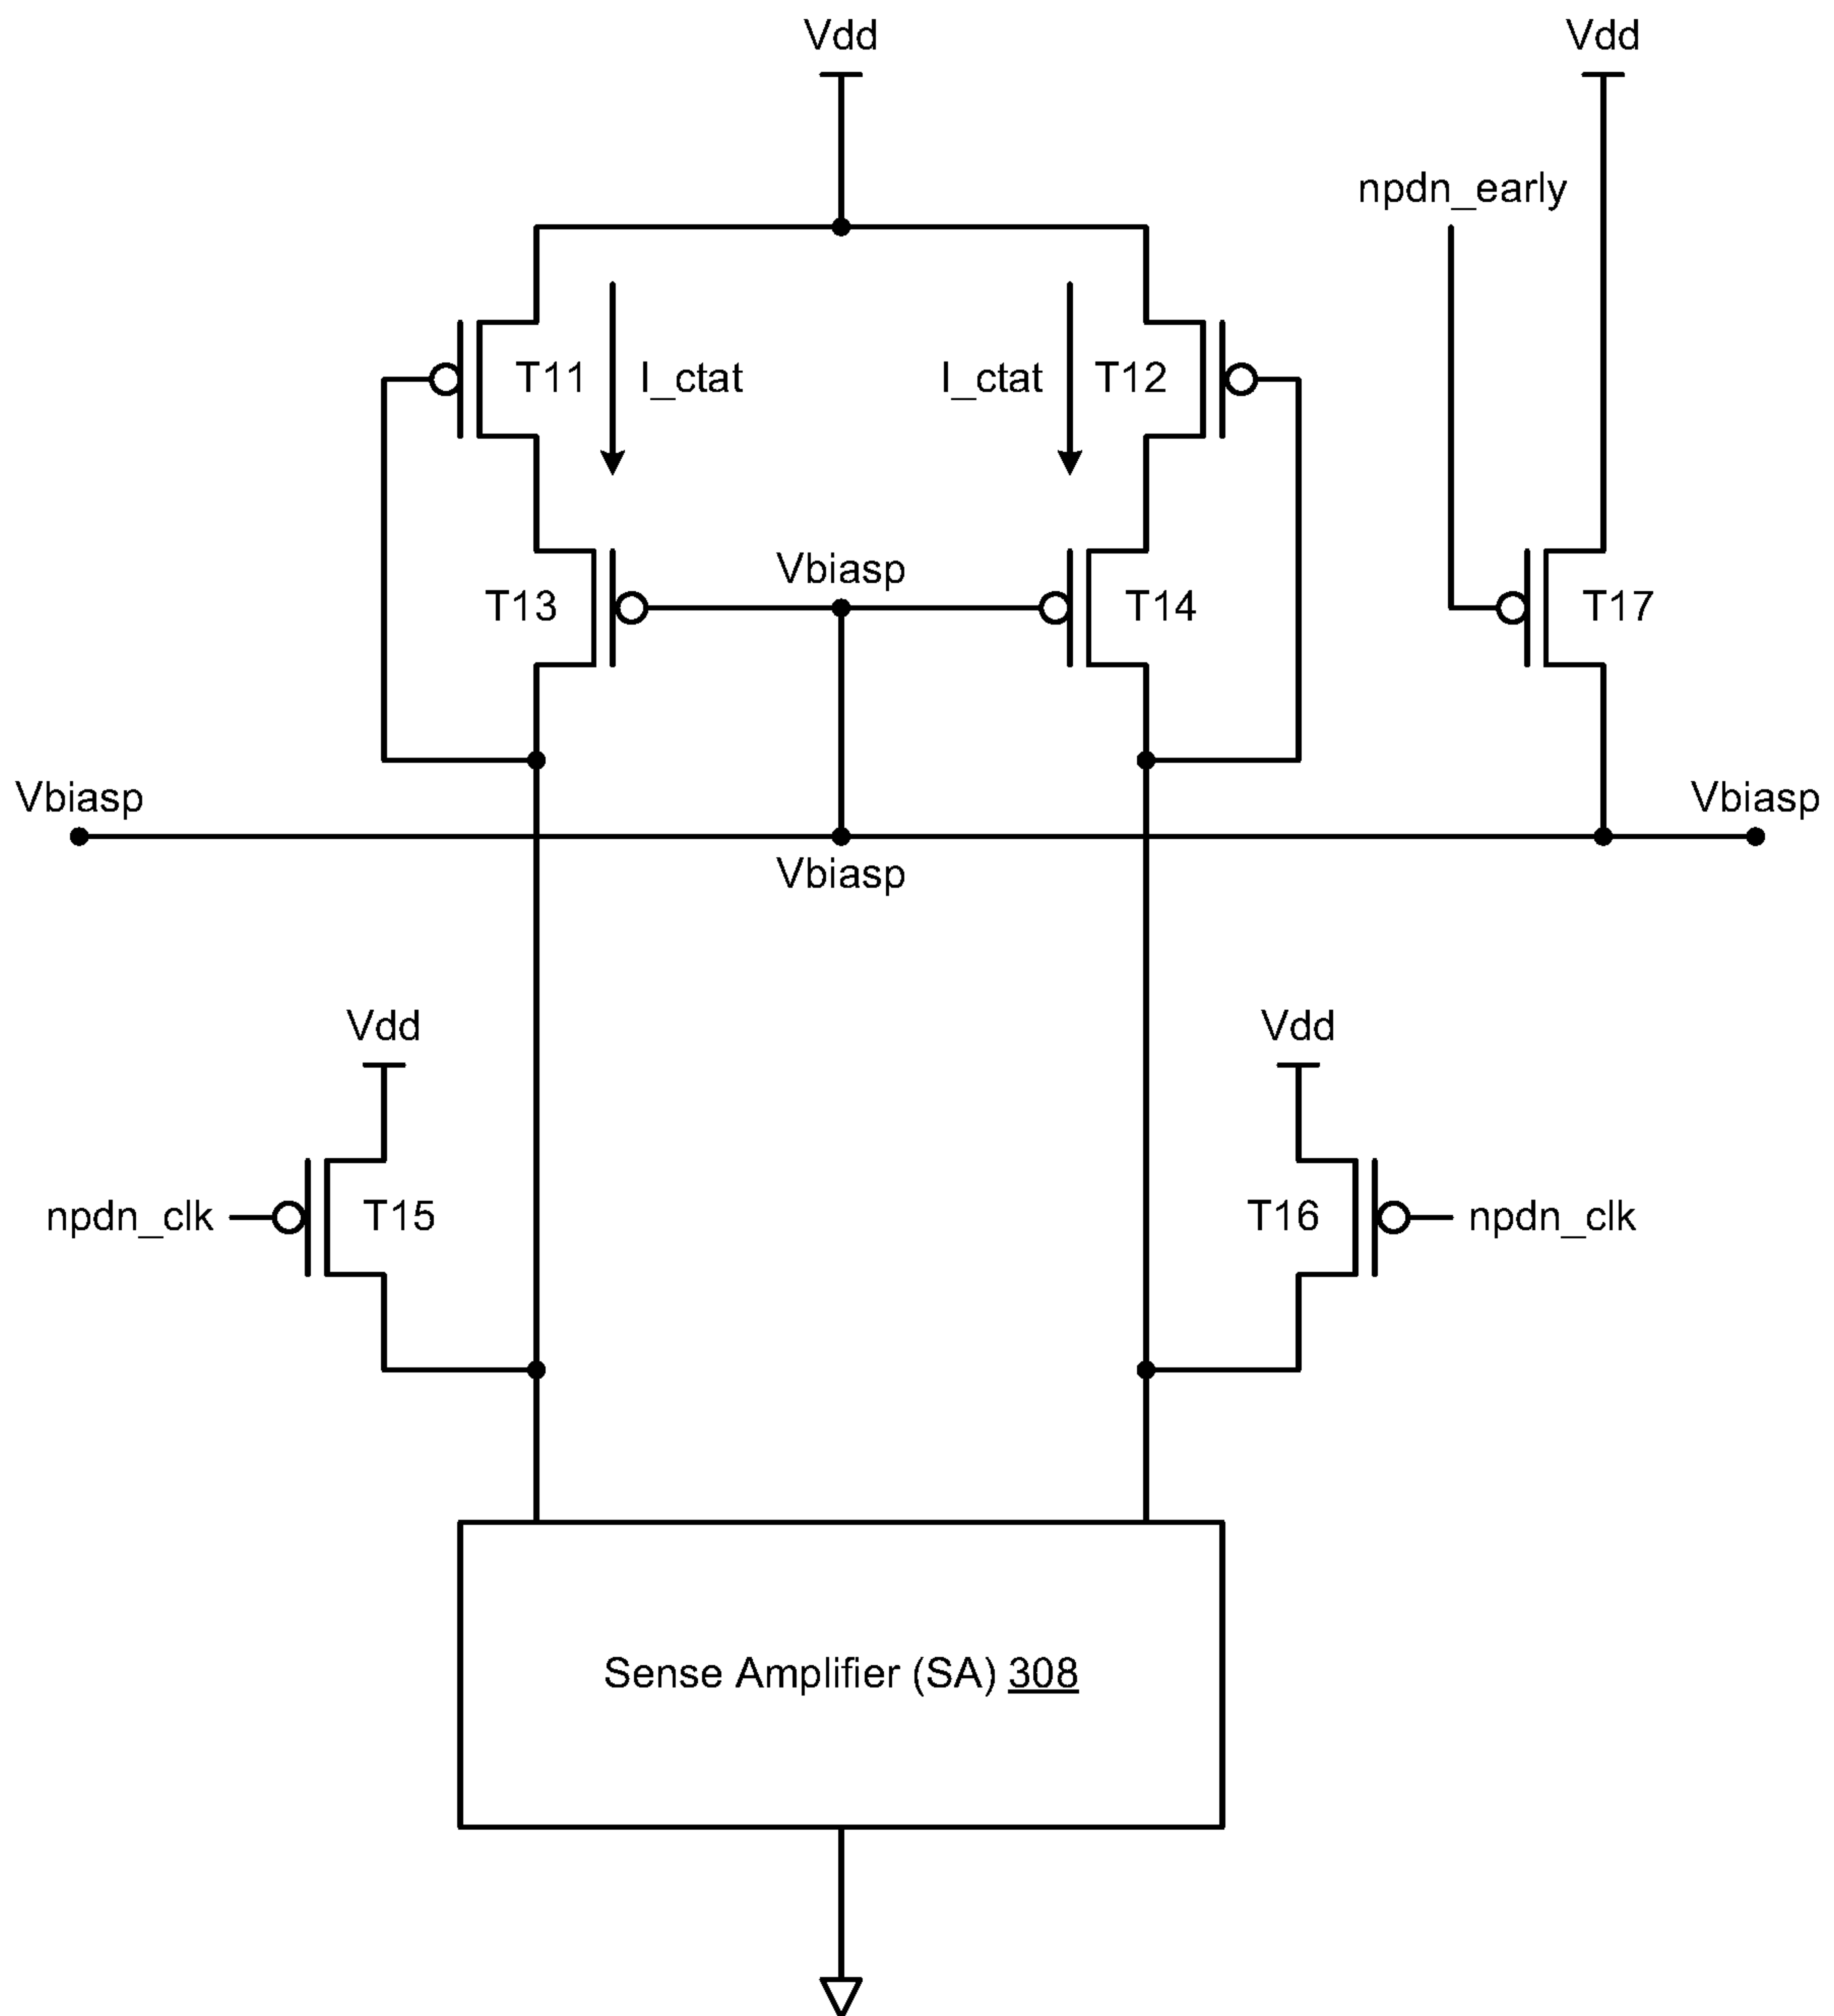 Vdd
Vdd
npdn_early
T11
I_ctat
I_ctat
T12
Vbiasp
T13
T14
T17
Vbiasp
Vbiasp
Vbiasp
Vdd
Vdd
npdn_clk
T15
T16
npdn_clk
Sense Amplifier (SA) 308